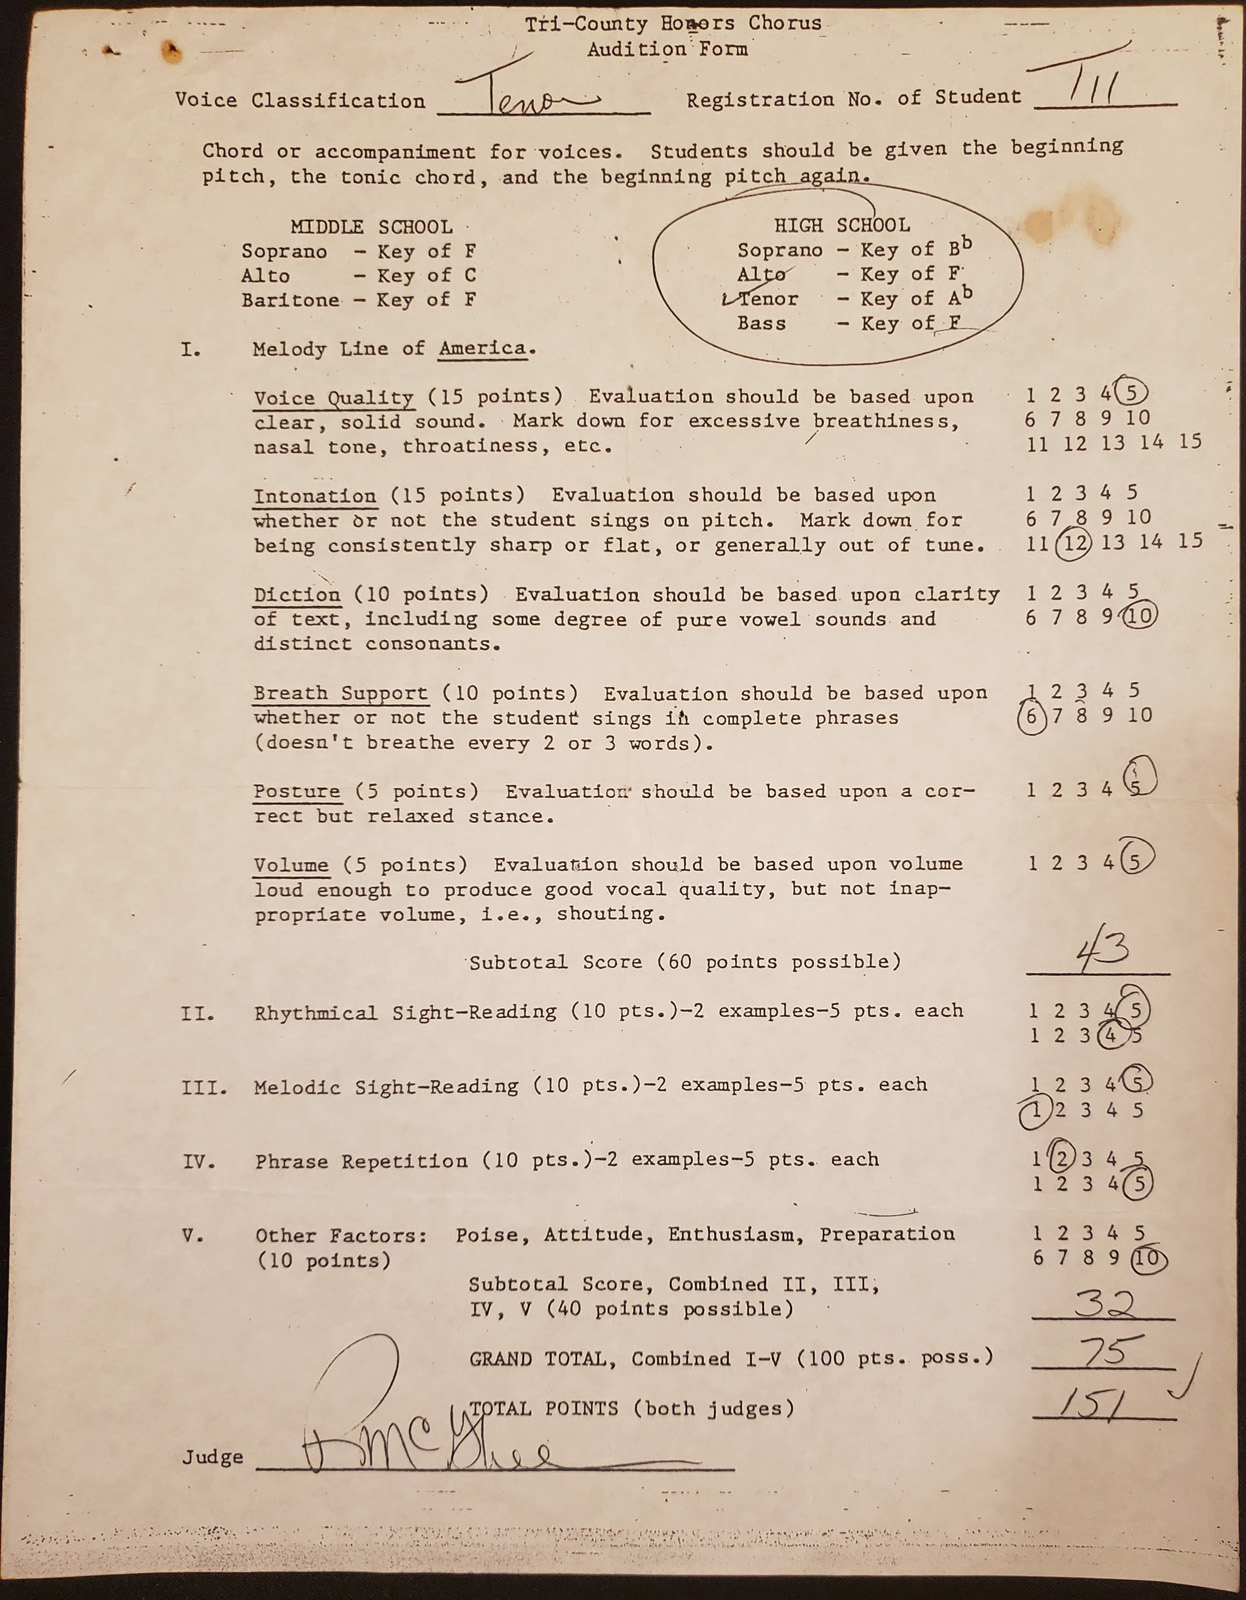 Tri-County Honors Chorus
Audition Form
Voice Classification Tenor Registration No. of Student T111
Chord or accompaniment for voices. Students should be given the beginning
pitch, the tonic chord, and the beginning pitch again.
MIDDLE SCHOOL
Soprano - Key of F
Alto - Key of C
Baritone - Key of F
HIGH SCHOOL
Soprano - Key of Bb
Alto - Key of F
Tenor - Key of Ab
Bass - Key of F
I. Melody Line of America.
Voice Quality (15 points) Evaluation should be based upon 1 2 3 4 5
clear, solid sound. Mark down for excessive breathiness, 6 7 8 9 10
nasal tone, throatiness, etc. 11 12 13 14 15
Intonation (15 points) Evaluation should be based upon 1 2 3 4 5
whether or not the student sings on pitch. Mark down for 6 7 8 9 10
being consistently sharp or flat, or generally out of tune. 11 12 13 14 15
Diction (10 points) Evaluation should be based upon clarity 1 2 3 4 5
of text, including some degree of pure vowel sounds and 6 7 8 9 10
distinct consonants.
Breath Support (10 points) Evaluation should be based upon 1 2 3 4 5
whether or not the student sings in complete phrases 6 7 8 9 10
(doesn't breathe every 2 or 3 words).
Posture (5 points) Evaluation should be based upon a cor- 1 2 3 4 5
rect but relaxed stance.
Volume (5 points) Evaluation should be based upon volume 1 2 3 4 5
loud enough to produce good vocal quality, but not inap-
propriate volume, i.e., shouting.
Subtotal Score (60 points possible) 43
II. Rhythmical Sight-Reading (10 pts.)-2 examples-5 pts. each 1 2 3 4 5
1 2 3 4 5
III. Melodic Sight-Reading (10 pts.)-2 examples-5 pts. each 1 2 3 4 5
1 2 3 4 5
IV. Phrase Repetition (10 pts.)-2 examples-5 pts. each 1 2 3 4 5
1 2 3 4 5
V. Other Factors: Poise, Attitude, Enthusiasm, Preparation 1 2 3 4 5
(10 points) 6 7 8 9 10
Subtotal Score, Combined II, III,
IV, V (40 points possible) 32
GRAND TOTAL, Combined I-V (100 pts. poss.) 75
TOTAL POINTS (both judges) 151
Judge McGhee